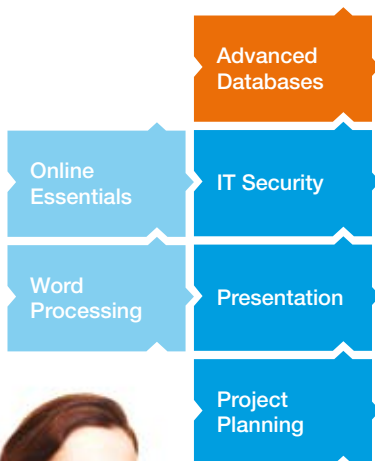 Advanced
Databases
Online
Essentials
IT Security
Word
Processing
Presentation
Project
Planning